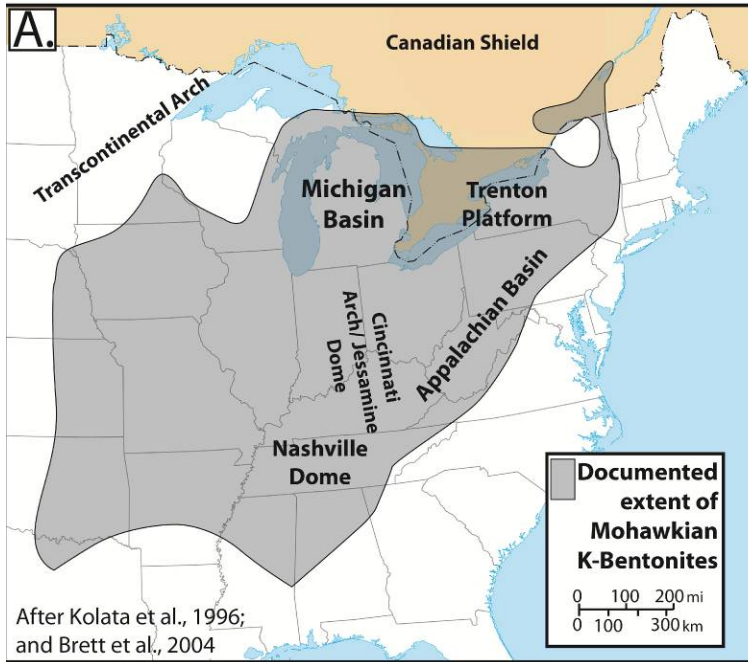 A.
Canadian Shield
Transcontinental Arch
Michigan
Basin
Trenton
Platform
Appalachian Basin
Cincinnati
Arch/Jessamine
Dome
Nashville
Dome
Documented
extent of
Mohawkian
K-Bentonites
0 100 200 mi
0 100 300 km
After Kolata et al., 1996;
and Brett et al., 2004